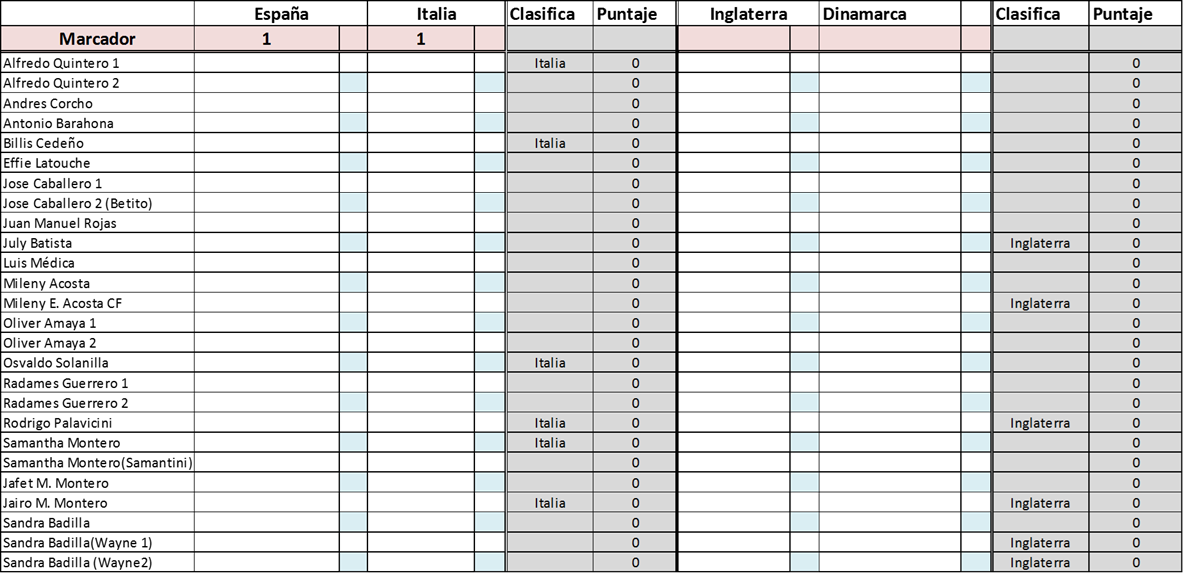 España Italia Clasifica Puntaje Inglaterra Dinamarca Clasifica Puntaje
Marcador 1 1
Alfredo Quintero 1 Italia 0 0
Alfredo Quintero 2 0 0
Andres Corcho 0 0
Antonio Barahona 0 0
Billis Cedeño Italia 0 0
Effie Latouche 0 0
Jose Caballero 1 0 0
Jose Caballero 2 (Betito) 0 0
Juan Manuel Rojas 0 0
July Batista 0 Inglaterra 0
Luis Médica 0 0
Mileny Acosta 0 0
Mileny E. Acosta CF 0 Inglaterra 0
Oliver Amaya 1 0 0
Oliver Amaya 2 0 0
Osvaldo Solanilla Italia 0 0
Radames Guerrero 1 0 0
Radames Guerrero 2 0 0
Rodrigo Palavicini Italia 0 Inglaterra 0
Samantha Montero Italia 0 0
Samantha Montero(Samantini) 0 0
Jafet M. Montero 0 0
Jairo M. Montero Italia 0 Inglaterra 0
Sandra Badilla 0 0
Sandra Badilla(Wayne 1) 0 Inglaterra 0
Sandra Badilla (Wayne2) 0 Inglaterra 0